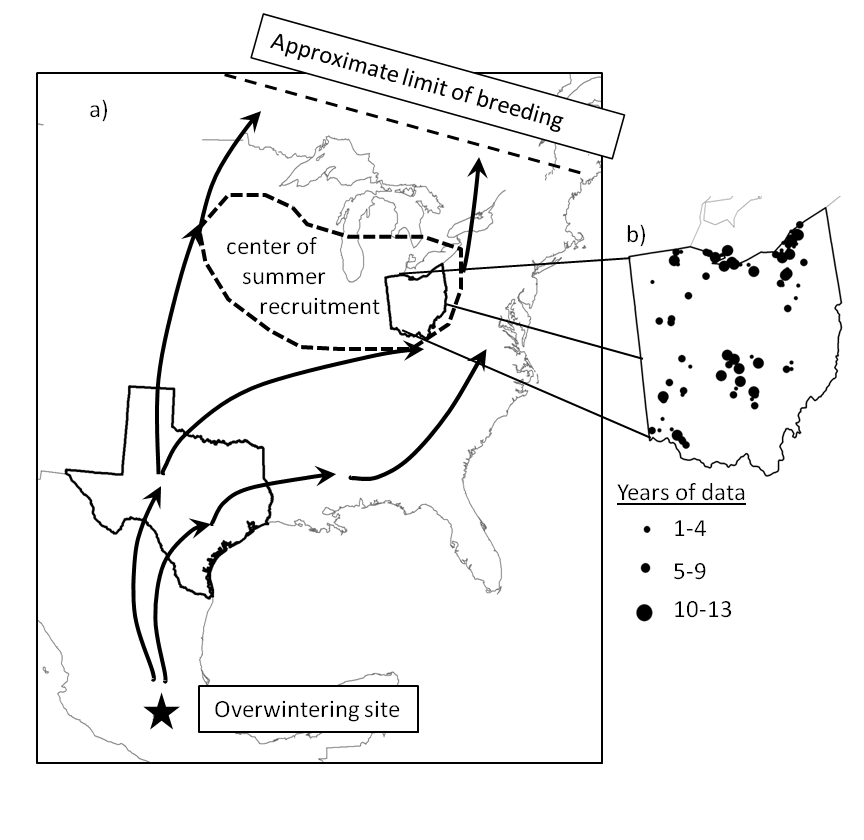 Approximate limit of breeding
a)
center of
summer
recruitment
b)
Overwintering site
Years of data
1-4
5-9
10-13